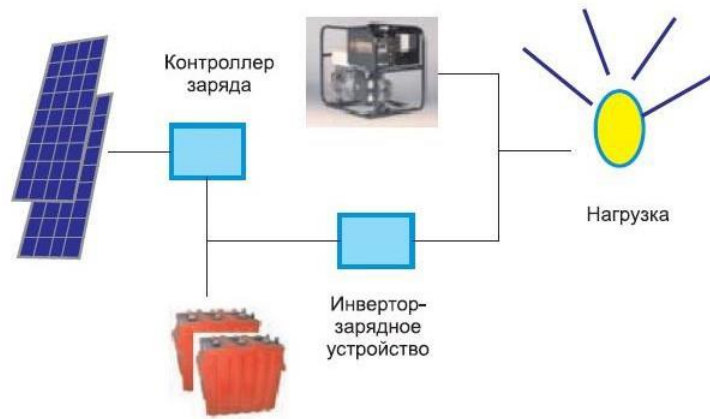 Контроллер
заряда
Нагрузка
Инвертор-
зарядное
устройство